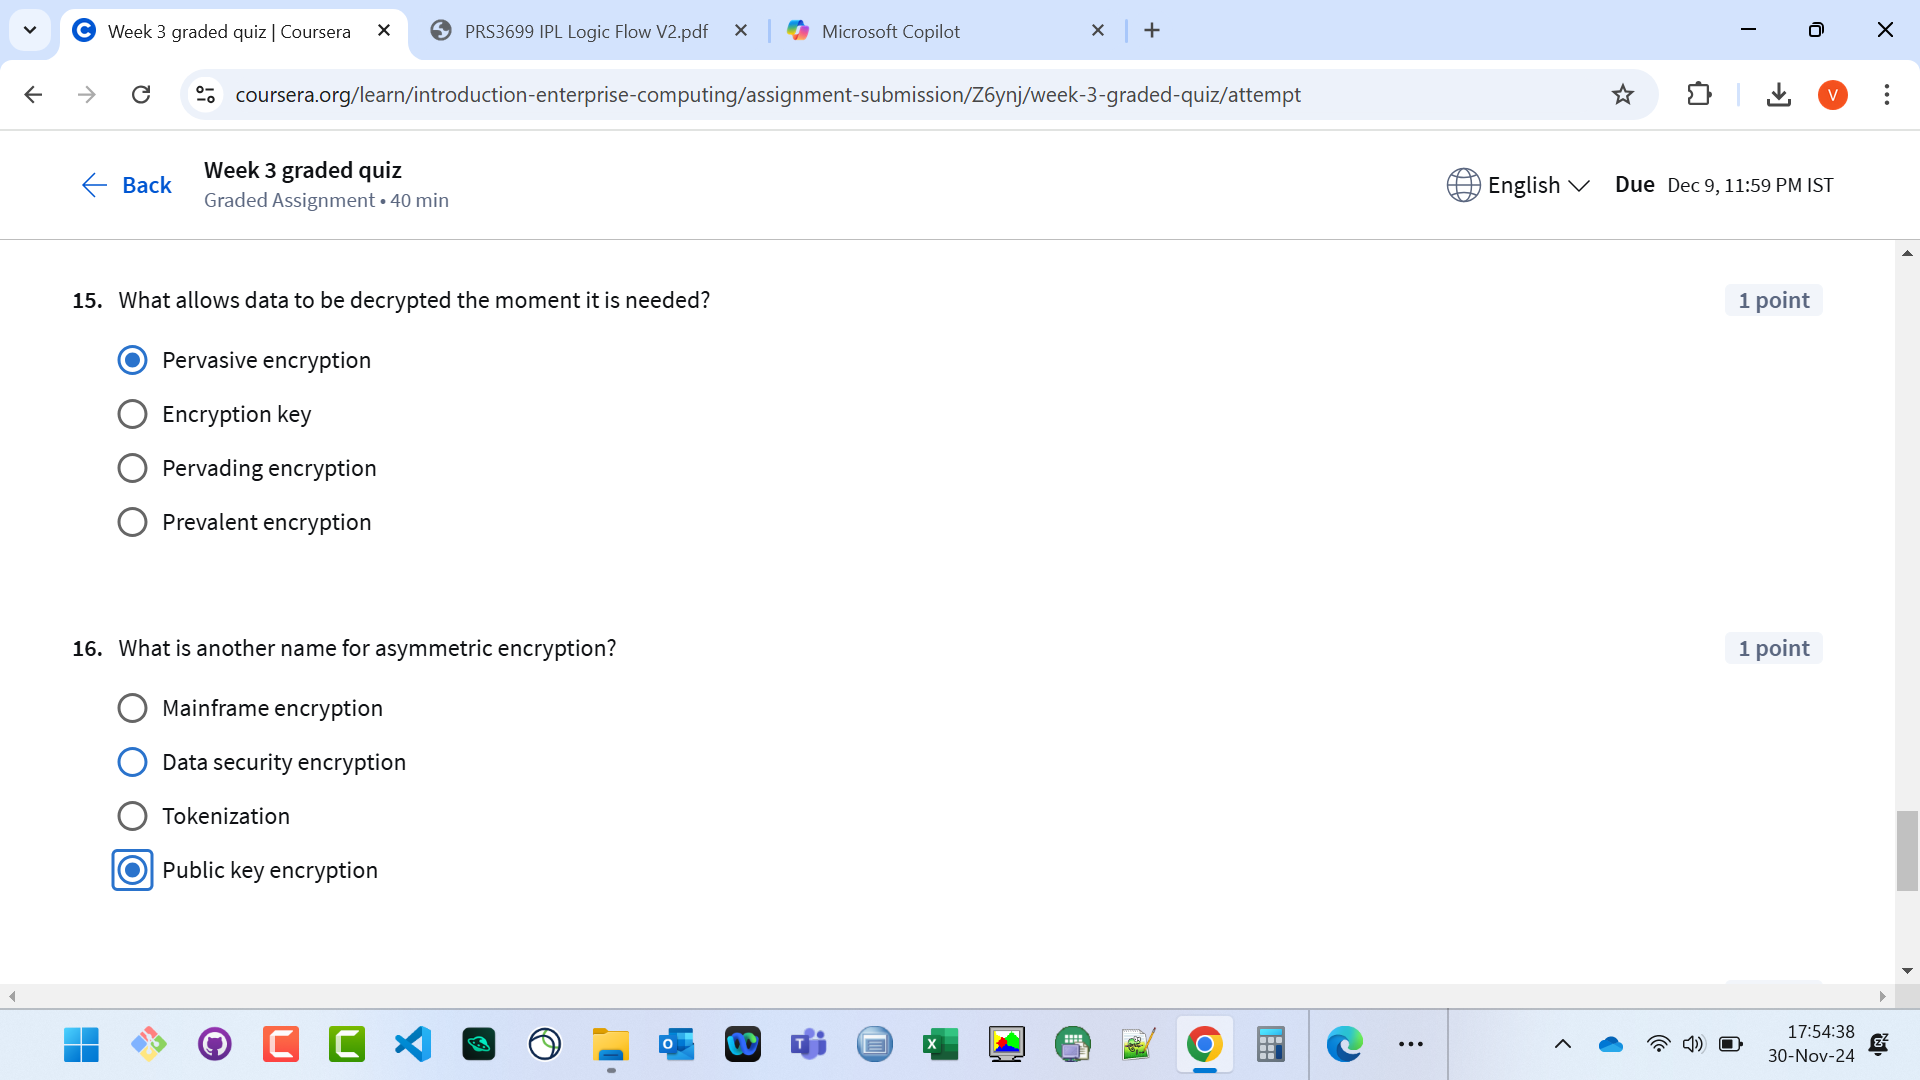 Week 3 graded quiz | Coursera
PRS3699 IPL Logic Flow V2.pdf
Microsoft Copilot
coursera.org/learn/introduction-enterprise-computing/assignment-submission/Z6ynj/week-3-graded-quiz/attempt
V
Back
Week 3 graded quiz
Graded Assignment • 40 min
English
Due Dec 9, 11:59 PM IST
15. What allows data to be decrypted the moment it is needed?
1 point
Pervasive encryption
Encryption key
Pervading encryption
Prevalent encryption
16. What is another name for asymmetric encryption?
1 point
Mainframe encryption
Data security encryption
Tokenization
Public key encryption
17:54:38
30-Nov-24